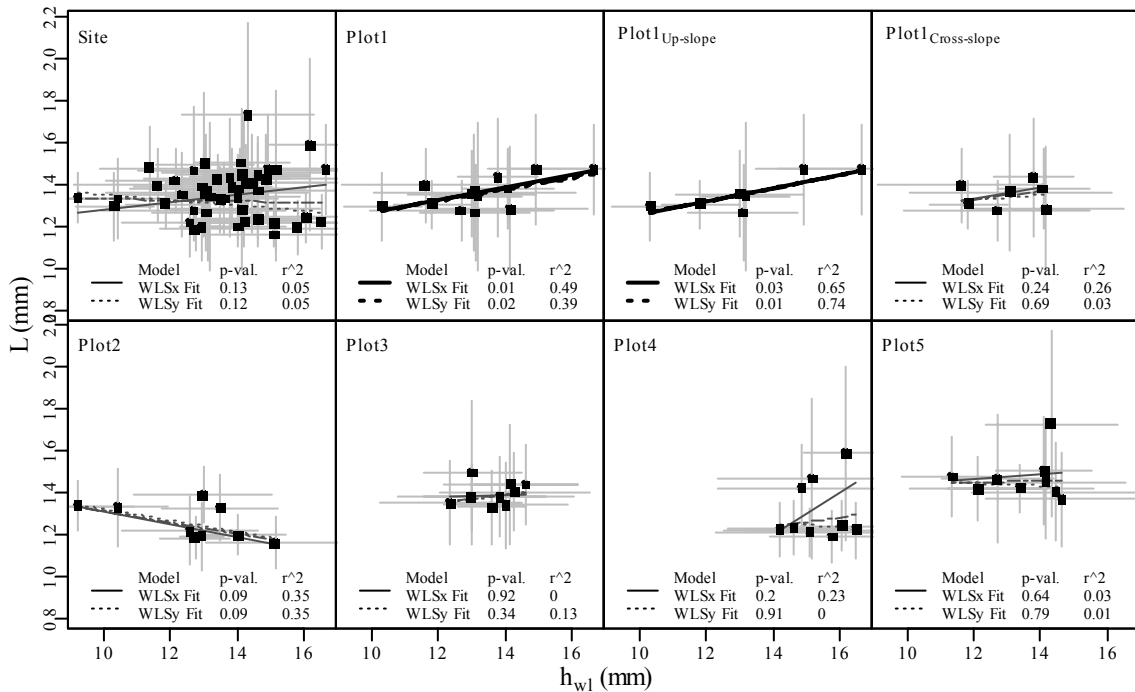 L (mm)
2.2
2.0
1.8
1.6
1.4
1.2
1.0
0.8
Site
Model p-val. r^2
WLSx Fit 0.13 0.05
WLSy Fit 0.12 0.05
Plot1
Model p-val. r^2
WLSx Fit 0.01 0.49
WLSy Fit 0.02 0.39
Plot1Up-slope
Model p-val. r^2
WLSx Fit 0.03 0.65
WLSy Fit 0.01 0.74
Plot1Cross-slope
Model p-val. r^2
WLSx Fit 0.24 0.26
WLSy Fit 0.69 0.03
2.2
2.0
1.8
1.6
1.4
1.2
1.0
0.8
Plot2
Model p-val. r^2
WLSx Fit 0.09 0.35
WLSy Fit 0.09 0.35
Plot3
Model p-val. r^2
WLSx Fit 0.92 0
WLSy Fit 0.34 0.13
Plot4
Model p-val. r^2
WLSx Fit 0.2 0.23
WLSy Fit 0.91 0
Plot5
Model p-val. r^2
WLSx Fit 0.64 0.03
WLSy Fit 0.79 0.01
10 12 14 16 10 12 14 16 10 12 14 16 10 12 14 16
hwl (mm)